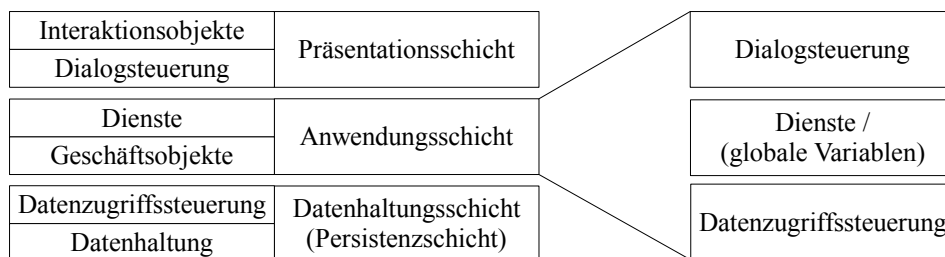 Interaktionsobjekte
Dialogsteuerung
Präsentationsschicht
Dialogsteuerung
Dienste
Geschäftsobjekte
Anwendungsschicht
Dienste /
(globale Variablen)
Datenzugriffssteuerung
Datenhaltung
Datenhaltungsschicht
(Persistenzschicht)
Datenzugriffssteuerung